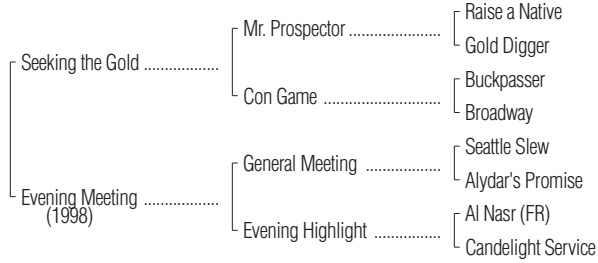 Raise a Native
Mr. Prospector .....................
Gold Digger
Seeking the Gold ..................
Buckpasser
Con Game ...........................
Broadway
Seattle Slew
General Meeting ..................
Alydar's Promise
Evening Meeting ..................
(1998)
Al Nasr (FR)
Evening Highlight ................
Candelight Service